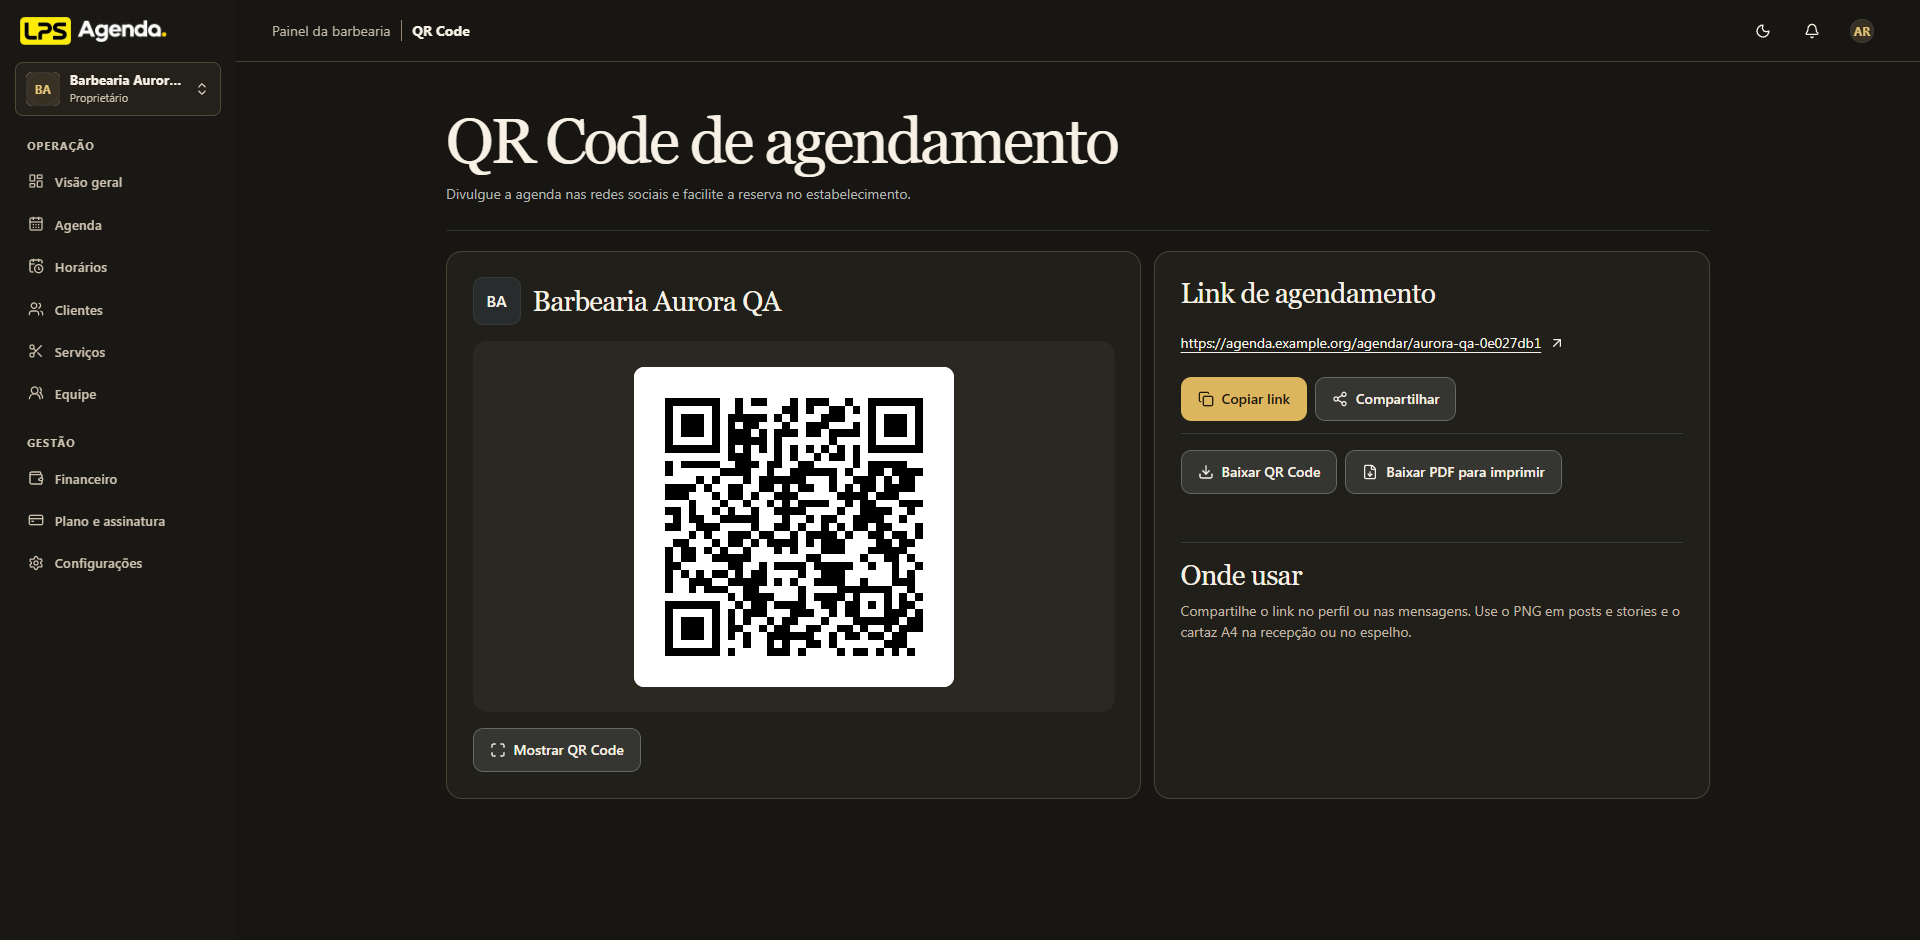 LPS Agenda.
BA
Barbearia Auror...
Proprietário
OPERAÇÃO
Visão geral
Agenda
Horários
Clientes
Serviços
Equipe
GESTÃO
Financeiro
Plano e assinatura
Configurações
Painel da barbearia
QR Code
AR
QR Code de agendamento
Divulgue a agenda nas redes sociais e facilite a reserva no estabelecimento.
BA
Barbearia Aurora QA
Mostrar QR Code
Link de agendamento
https://agenda.example.org/agendar/aurora-qa-0e027db1
Copiar link
Compartilhar
Baixar QR Code
Baixar PDF para imprimir
Onde usar
Compartilhe o link no perfil ou nas mensagens. Use o PNG em posts e stories e o
cartaz A4 na recepção ou no espelho.